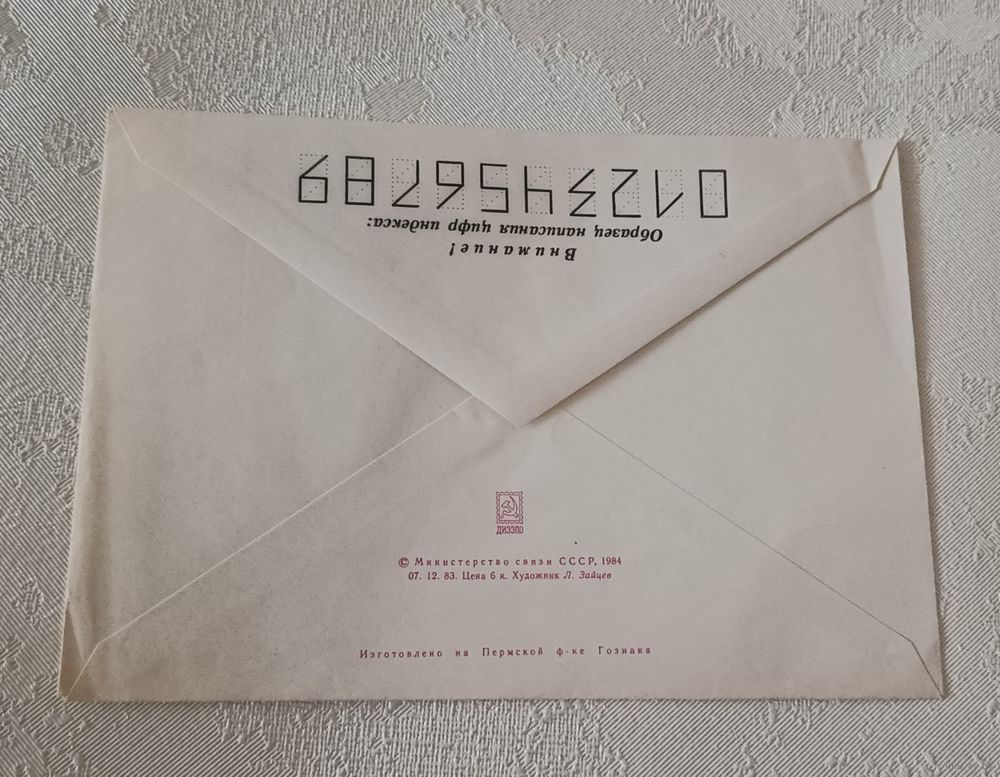 Внимание!
Образец написания цифр индекса:
0123456789
ДИЭЗПО
© Министерство связи СССР, 1984
07. 12. 83. Цена 6 к. Художник Л. Зайцев
Изготовлено на Пермской ф-ке Гознака